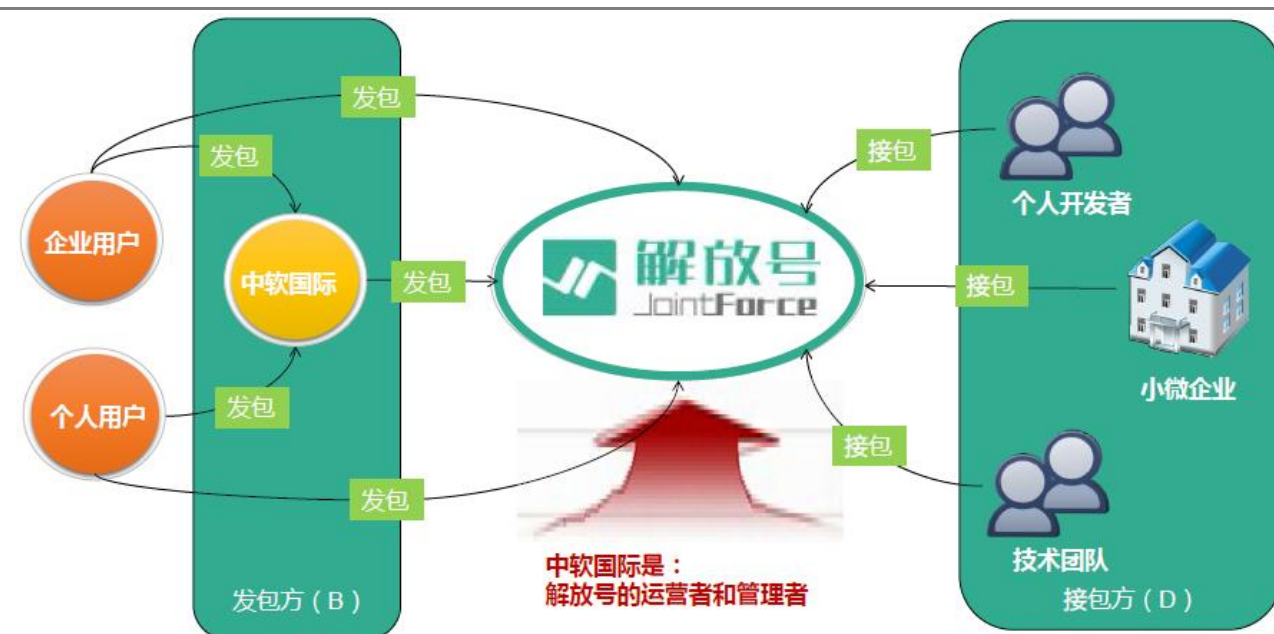 发包
发包
企业用户
中软国际
发包
个人用户
发包
发包
发包方（B）
解放号
JointForce
中软国际是：
解放号的运营者和管理者
接包
个人开发者
接包
小微企业
接包
技术团队
接包方（D）